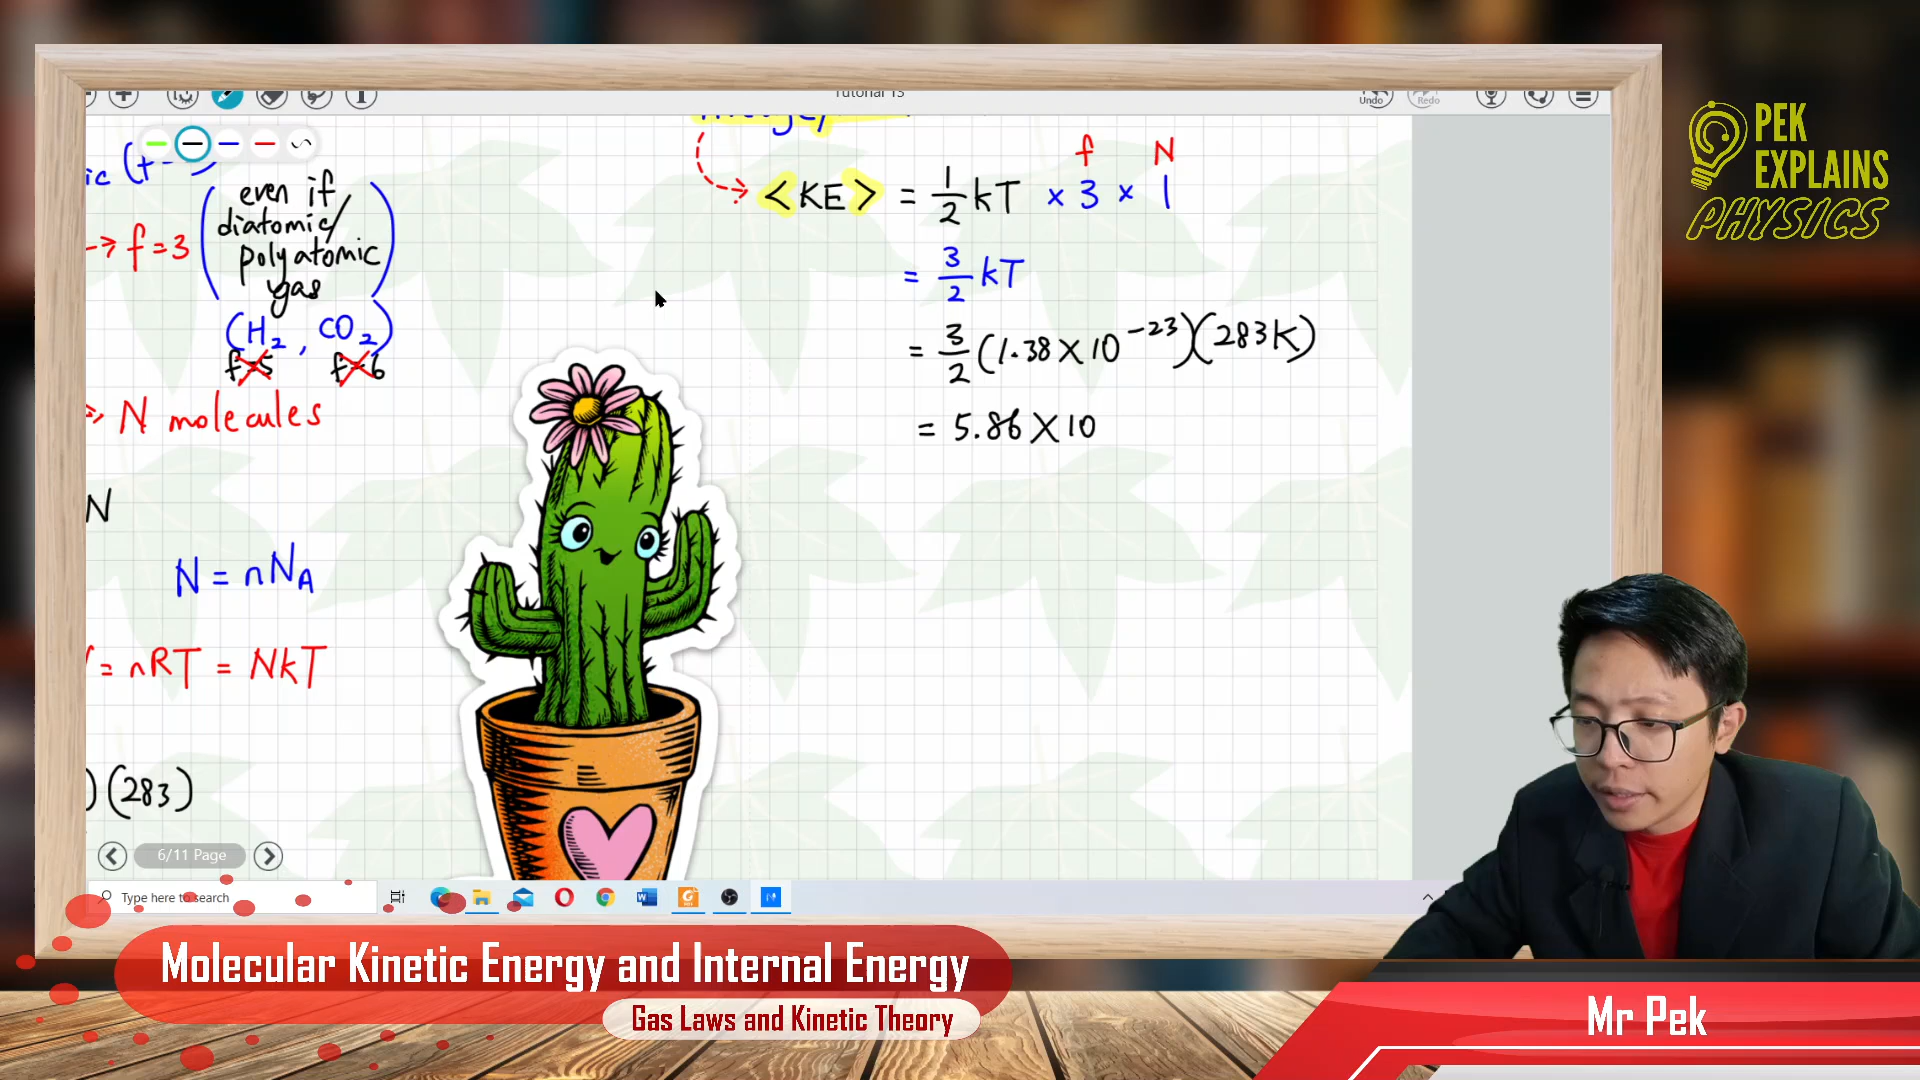 Tutorial 13
Undo
Redo
even if
diatomic/
polyatomic
gas
→ f = 3
(H₂, CO₂)
f=5 f=6
→ N molecules
N
N = nN_A
= nRT = NkT
)(283)
f N
<KE> = 1/2 kT × 3 × 1
= 3/2 kT
= 3/2 (1.38 × 10⁻²³)(283K)
= 5.86 × 10
6/11 Page
Type here to search
PEK
EXPLAINS
PHYSICS
Molecular Kinetic Energy and Internal Energy
Gas Laws and Kinetic Theory
Mr Pek